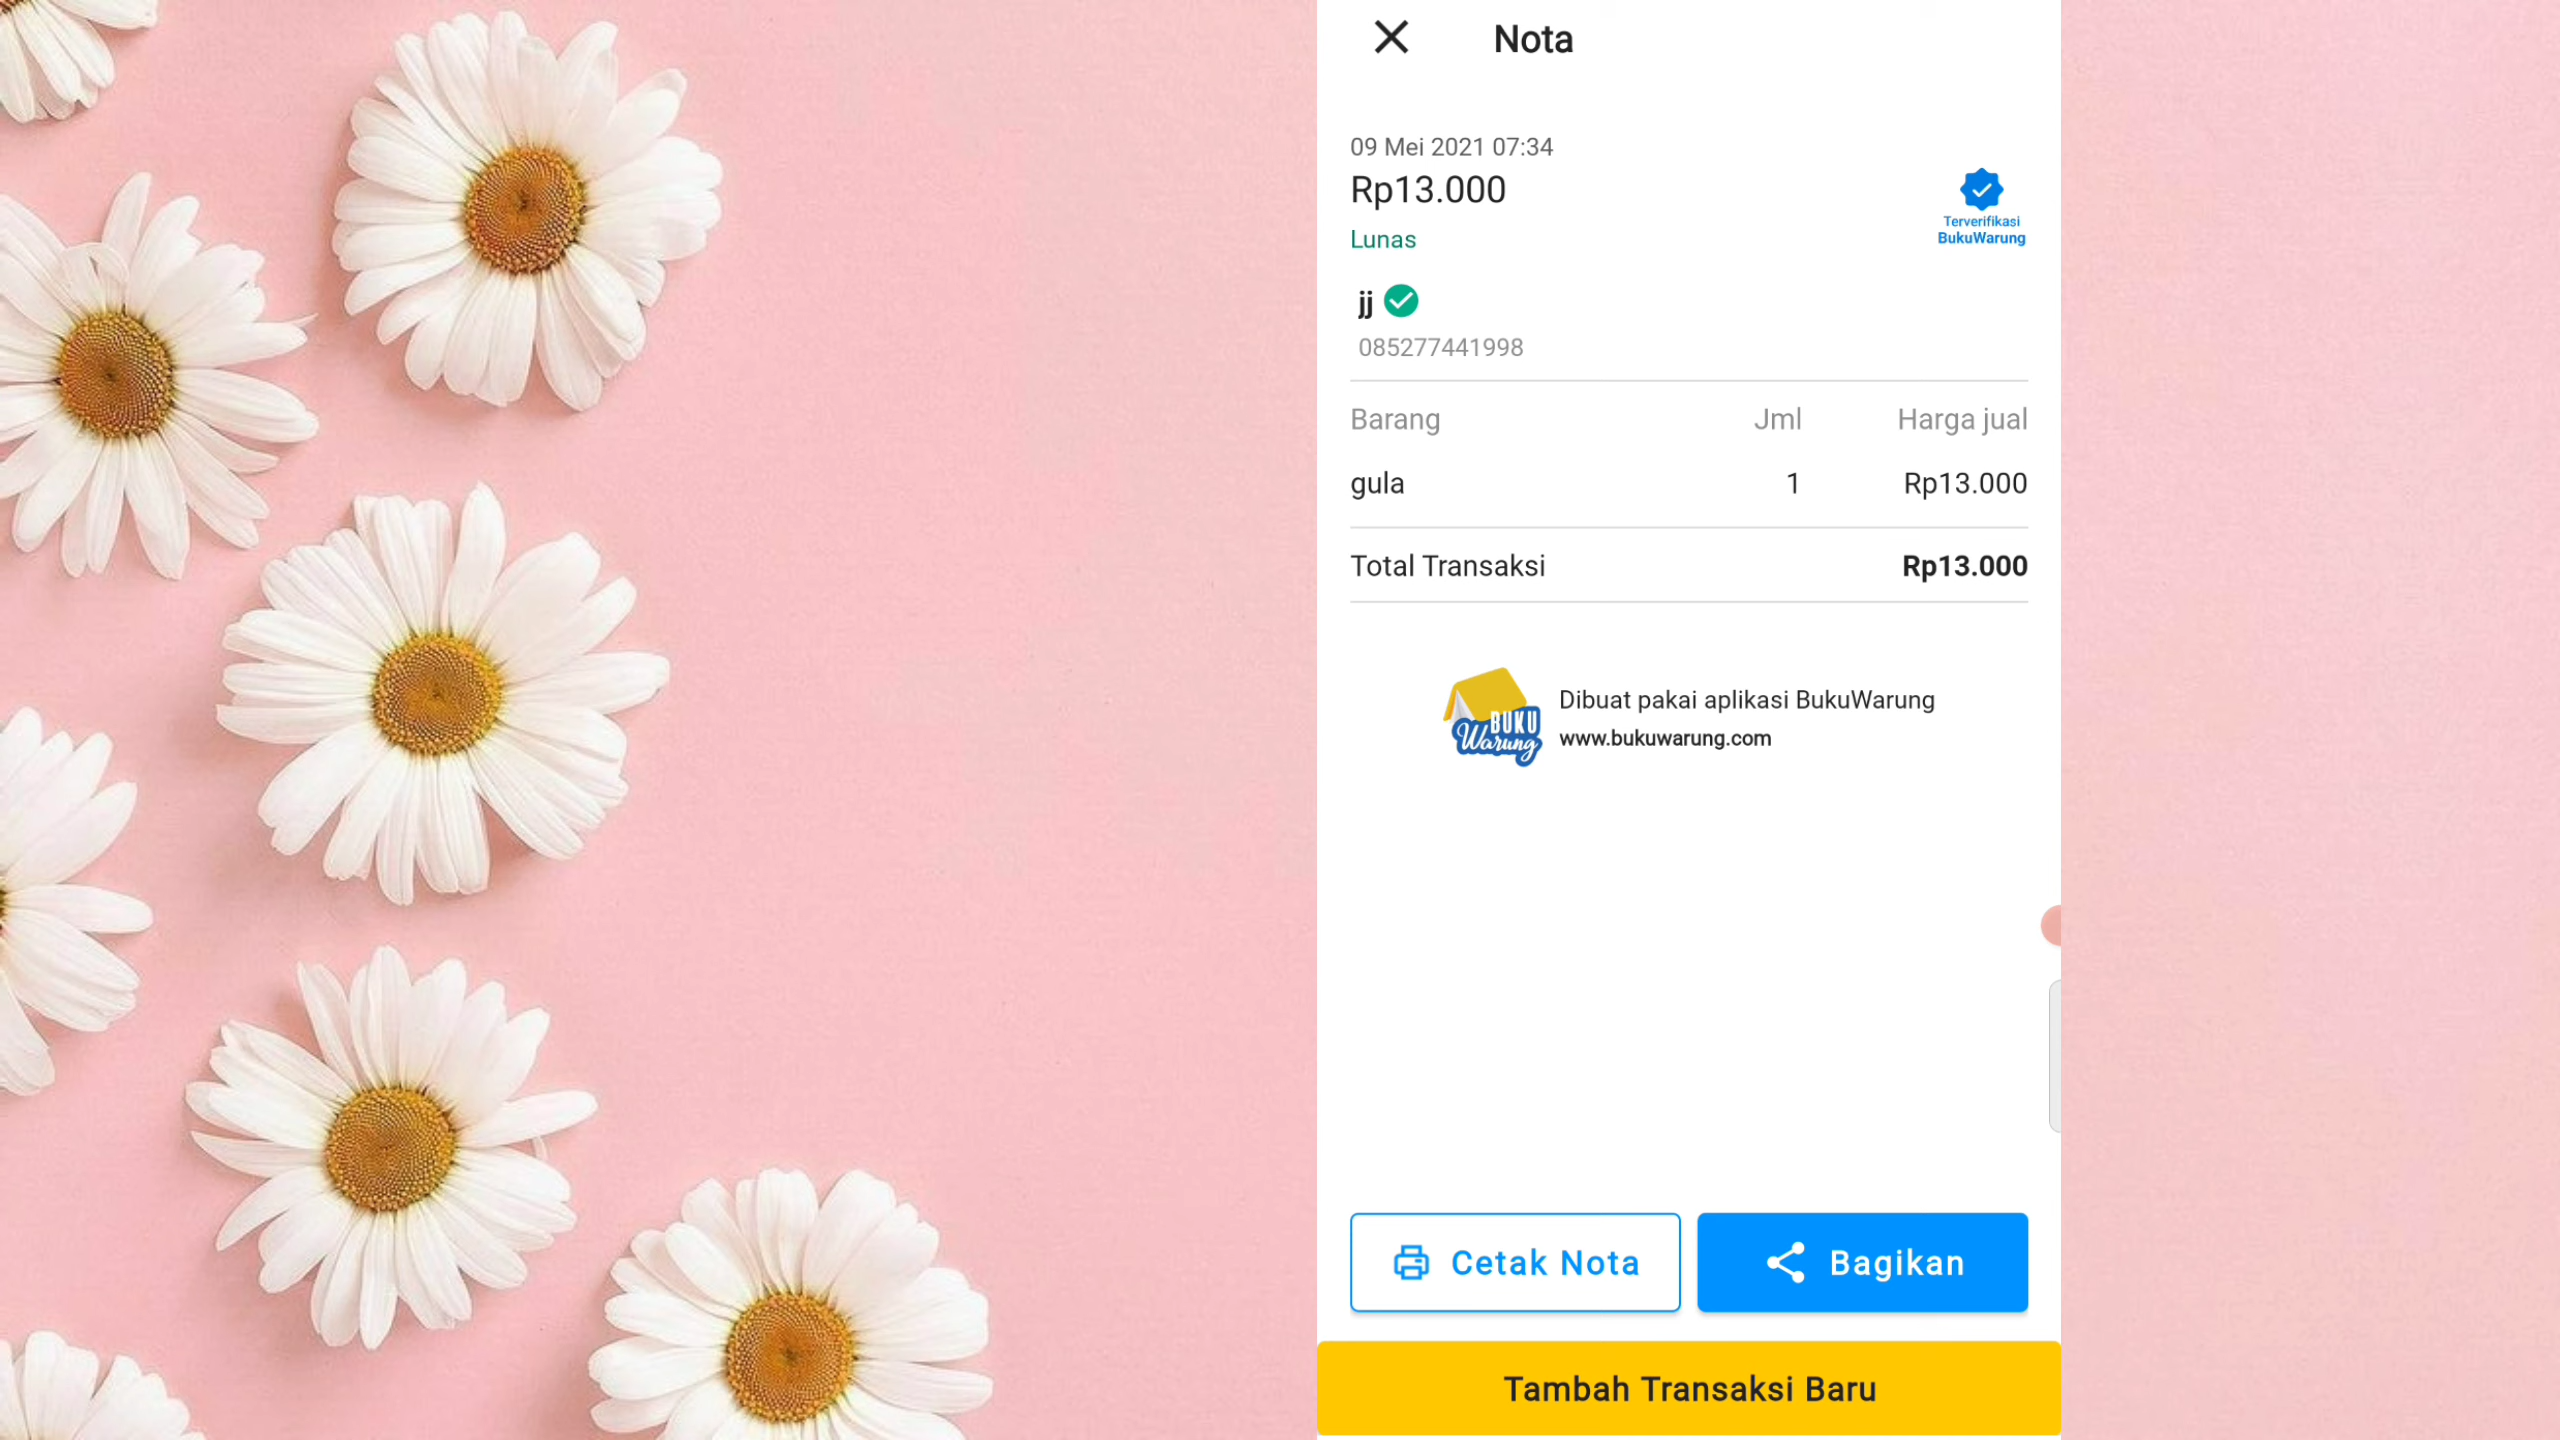 Nota
09 Mei 2021 07:34
Rp13.000
Lunas
Terverifikasi
BukuWarung
jj
085277441998
Barang Jml Harga jual
gula 1 Rp13.000
Total Transaksi Rp13.000
BUKU
Warung
Dibuat pakai aplikasi BukuWarung
www.bukuwarung.com
Cetak Nota
Bagikan
Tambah Transaksi Baru